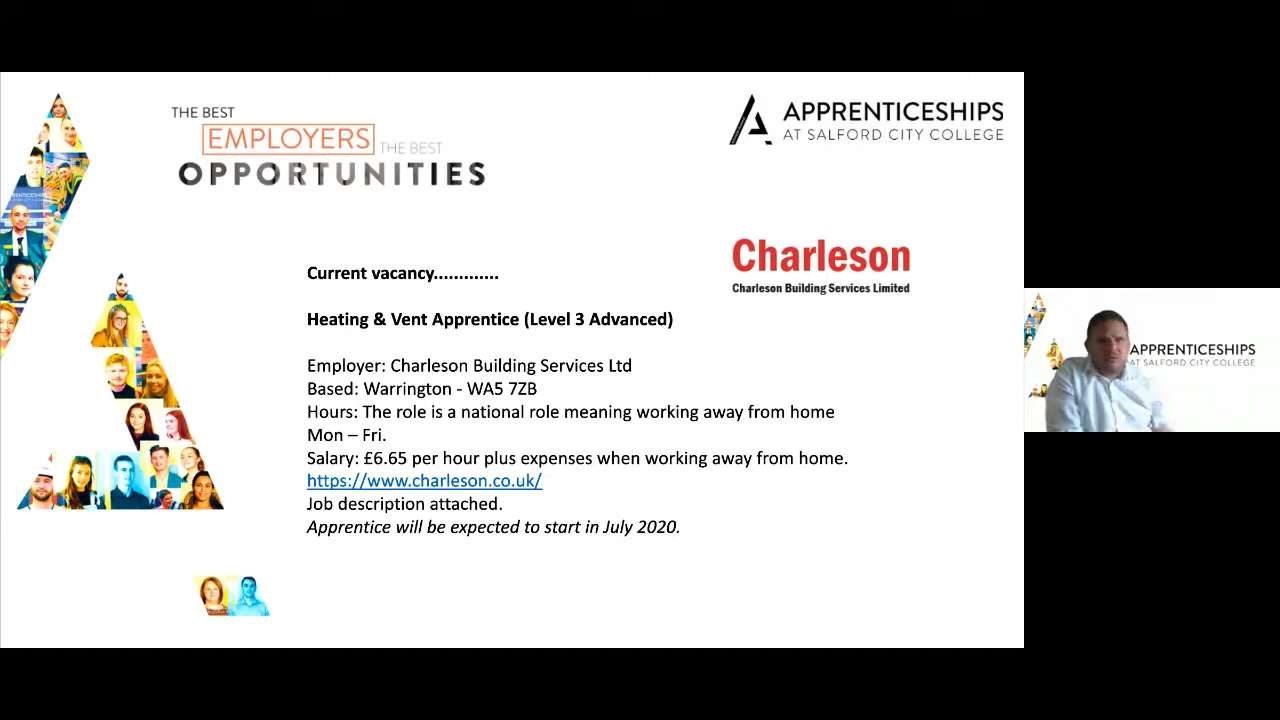 THE BEST
EMPLOYERS THE BEST
OPPORTUNITIES
APPRENTICESHIPS
AT SALFORD CITY COLLEGE
Charleson
Charleson Building Services Limited
Current vacancy.............
Heating & Vent Apprentice (Level 3 Advanced)
Employer: Charleson Building Services Ltd
Based: Warrington - WA5 7ZB
Hours: The role is a national role meaning working away from home
Mon – Fri.
Salary: £6.65 per hour plus expenses when working away from home.
https://www.charleson.co.uk/
Job description attached.
Apprentice will be expected to start in July 2020.
APPRENTICESHIPS
AT SALFORD CITY COLLEGE